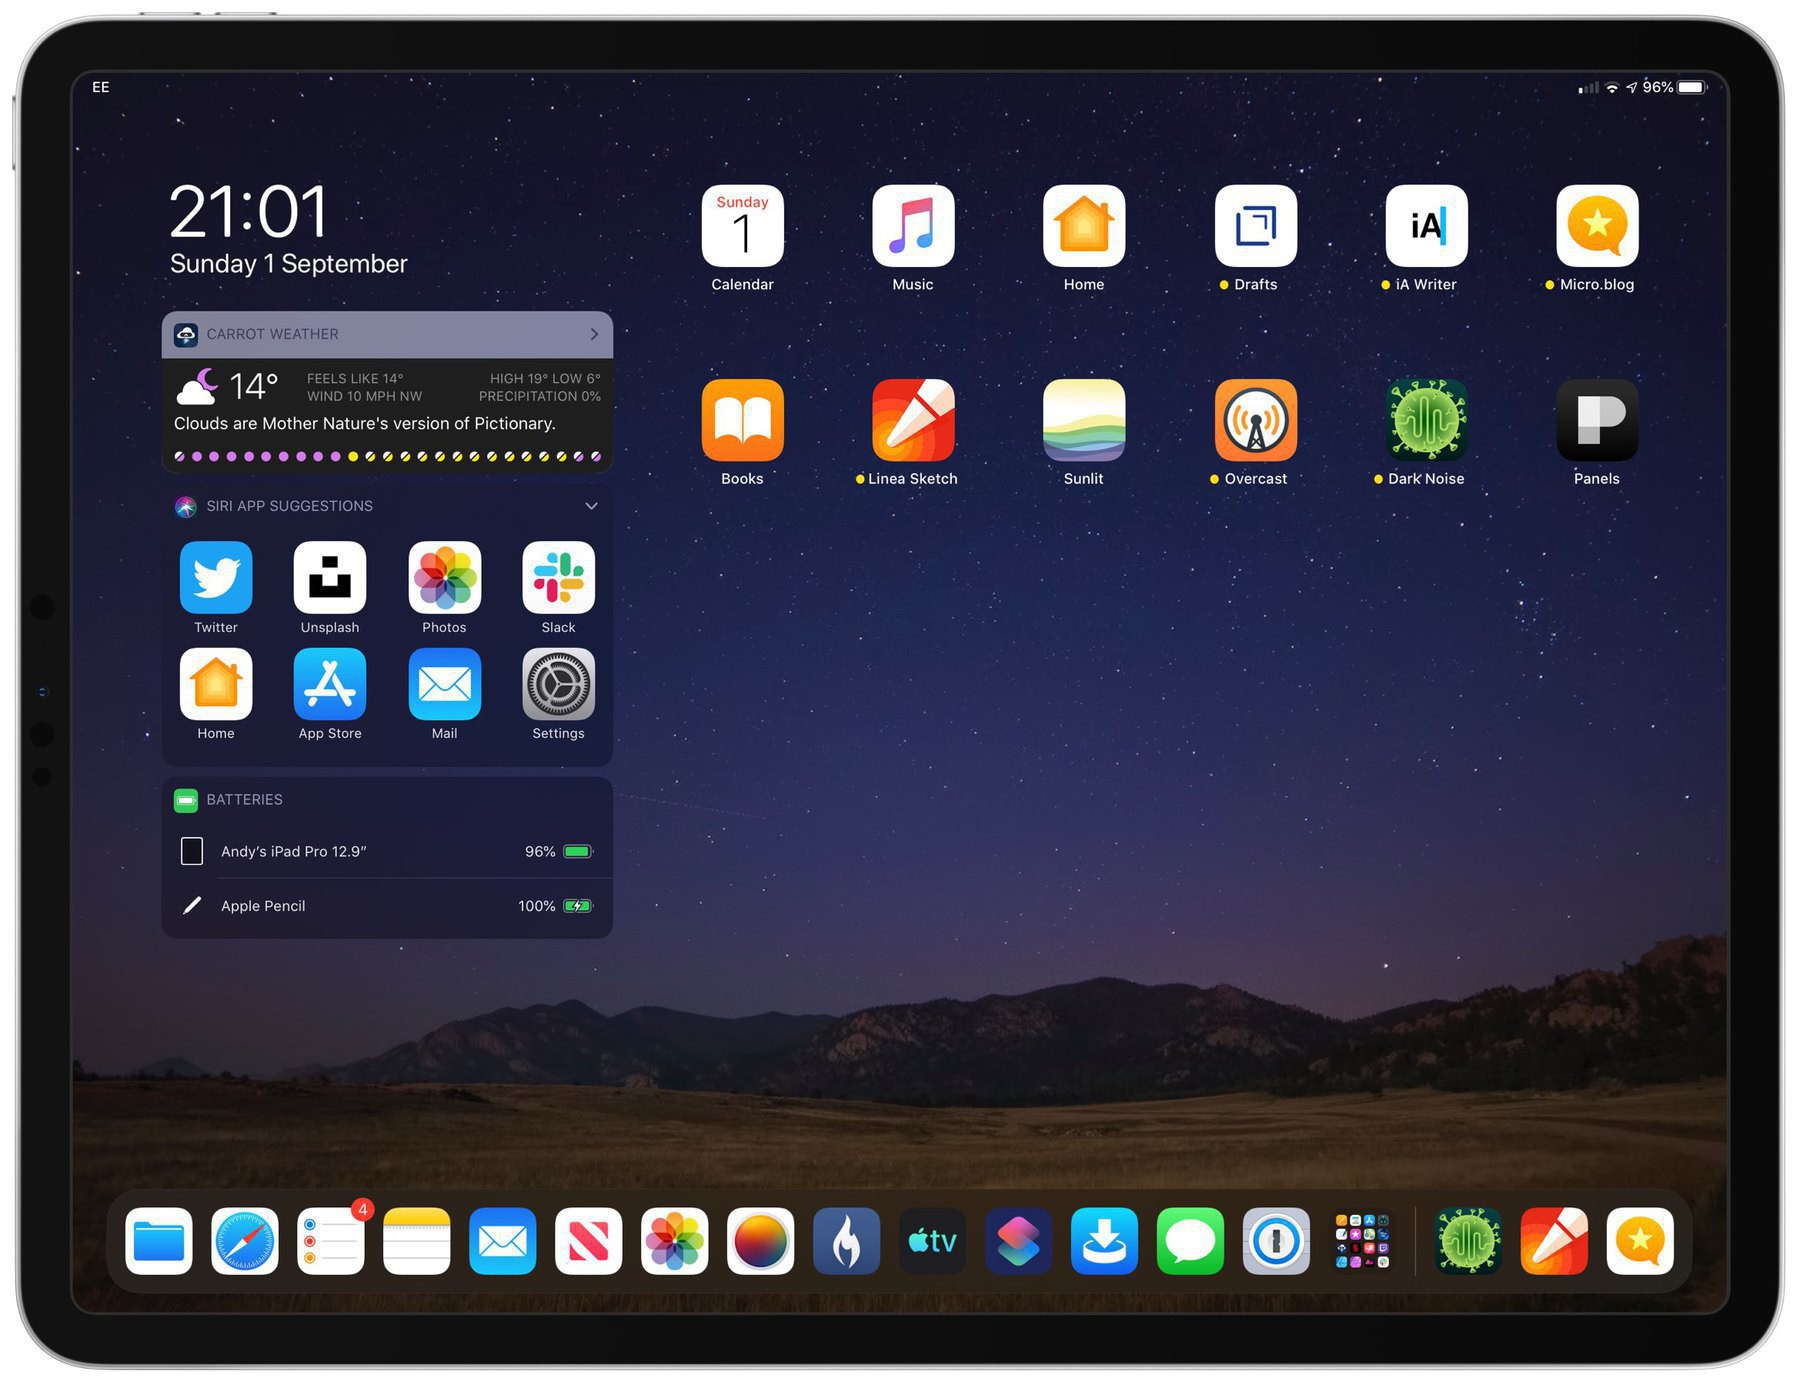 EE
96%
21:01
Sunday 1 September
CARROT WEATHER
14°
FEELS LIKE 14°
HIGH 19° LOW 6°
WIND 10 MPH NW
PRECIPITATION 0%
Clouds are Mother Nature's version of Pictionary.
SIRI APP SUGGESTIONS
Twitter
Unsplash
Photos
Slack
Home
App Store
Mail
Settings
BATTERIES
Andy's iPad Pro 12.9"
96%
Apple Pencil
100%
Sunday
1
iA
Calendar
Music
Home
Drafts
iA Writer
Micro.blog
P
Books
Linea Sketch
Sunlit
Overcast
Dark Noise
Panels
4
tv